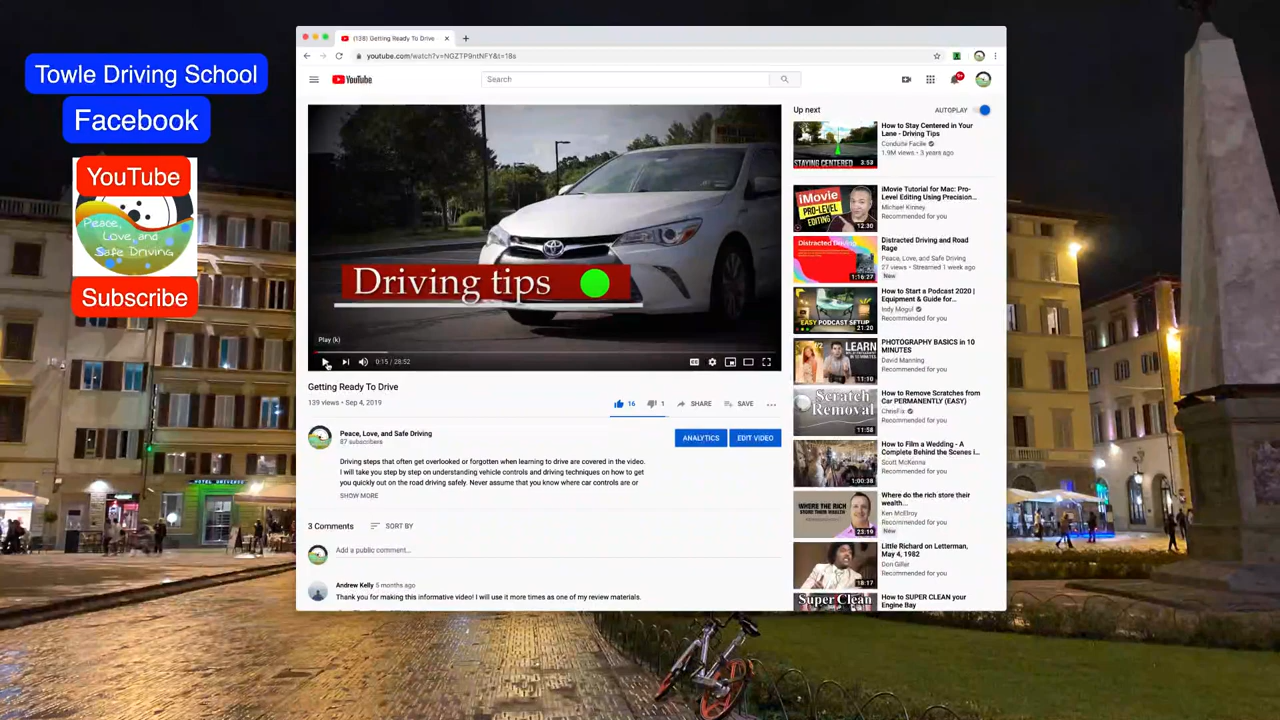 Towle Driving School
Facebook
YouTube
Peace,
Love, and
Safe Driving
Subscribe
(138) Getting Ready To Drive
youtube.com/watch?v=NGZTP9ntNFY&t=18s
YouTube
Search
9+
Driving tips
Play (k)
0:15 / 28:52
Getting Ready To Drive
139 views • Sep 4, 2019
16
1
SHARE
SAVE
Peace, Love, and Safe Driving
87 subscribers
ANALYTICS
EDIT VIDEO
Driving steps that often get overlooked or forgotten when learning to drive are covered in the video.
I will take you step by step on understanding vehicle controls and driving techniques on how to get
you quickly out on the road driving safely. Never assume that you know where car controls are or
SHOW MORE
3 Comments
SORT BY
Add a public comment...
Andrew Kelly 5 months ago
Thank you for making this informative video! I will use it more times as one of my review materials.
Up next
AUTOPLAY
STAYING CENTERED
3:53
How to Stay Centered in Your
Lane - Driving Tips
Conduite Facile
1.9M views • 3 years ago
iMovie
PRO-LEVEL
EDITING
12:30
iMovie Tutorial for Mac: Pro-
Level Editing Using Precision...
Michael Kinney
Recommended for you
Distracted Driving
1:16:27
Distracted Driving and Road
Rage
Peace, Love, and Safe Driving
27 views • Streamed 1 week ago
New
EASY PODCAST SETUP
21:20
How to Start a Podcast 2020 |
Equipment & Guide for...
Indy Mogul
Recommended for you
LEARN
11:10
PHOTOGRAPHY BASICS in 10
MINUTES
David Manning
Recommended for you
Scratch
Removal
11:58
How to Remove Scratches from
Car PERMANENTLY (EASY)
ChrisFix
Recommended for you
1:00:38
How to Film a Wedding - A
Complete Behind the Scenes i...
Scott McKenna
Recommended for you
WHERE THE RICH
STORE THEIR
WEALTH
23:19
Where do the rich store their
wealth...
Ken McElroy
Recommended for you
New
18:17
Little Richard on Letterman,
May 4, 1982
Don Giller
Recommended for you
Super Clean
How to SUPER CLEAN your
Engine Bay